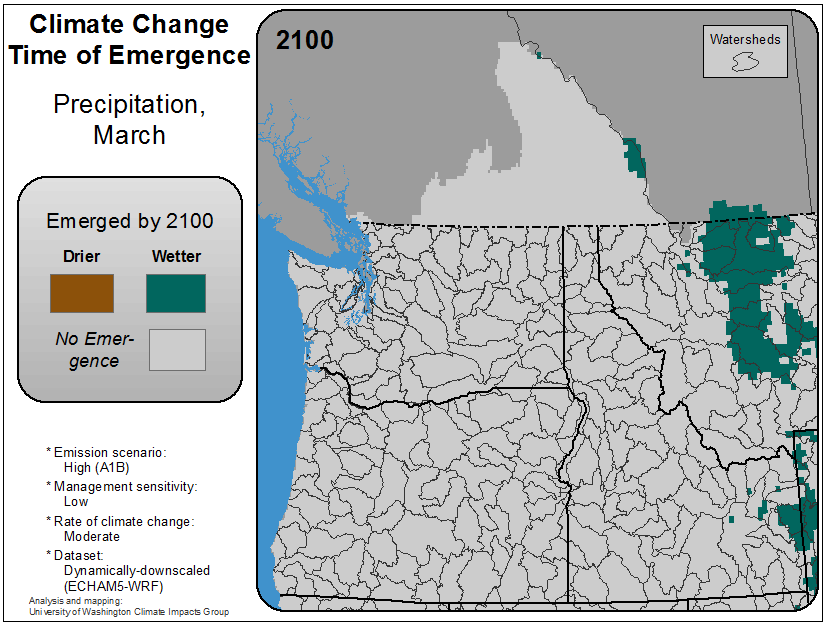 Climate Change
Time of Emergence
Precipitation,
March
Emerged by 2100
Drier Wetter
No Emer-
gence
* Emission scenario:
High (A1B)
* Management sensitivity:
Low
* Rate of climate change:
Moderate
* Dataset:
Dynamically-downscaled
(ECHAM5-WRF)
Analysis and mapping:
University of Washington Climate Impacts Group
2100
Watersheds